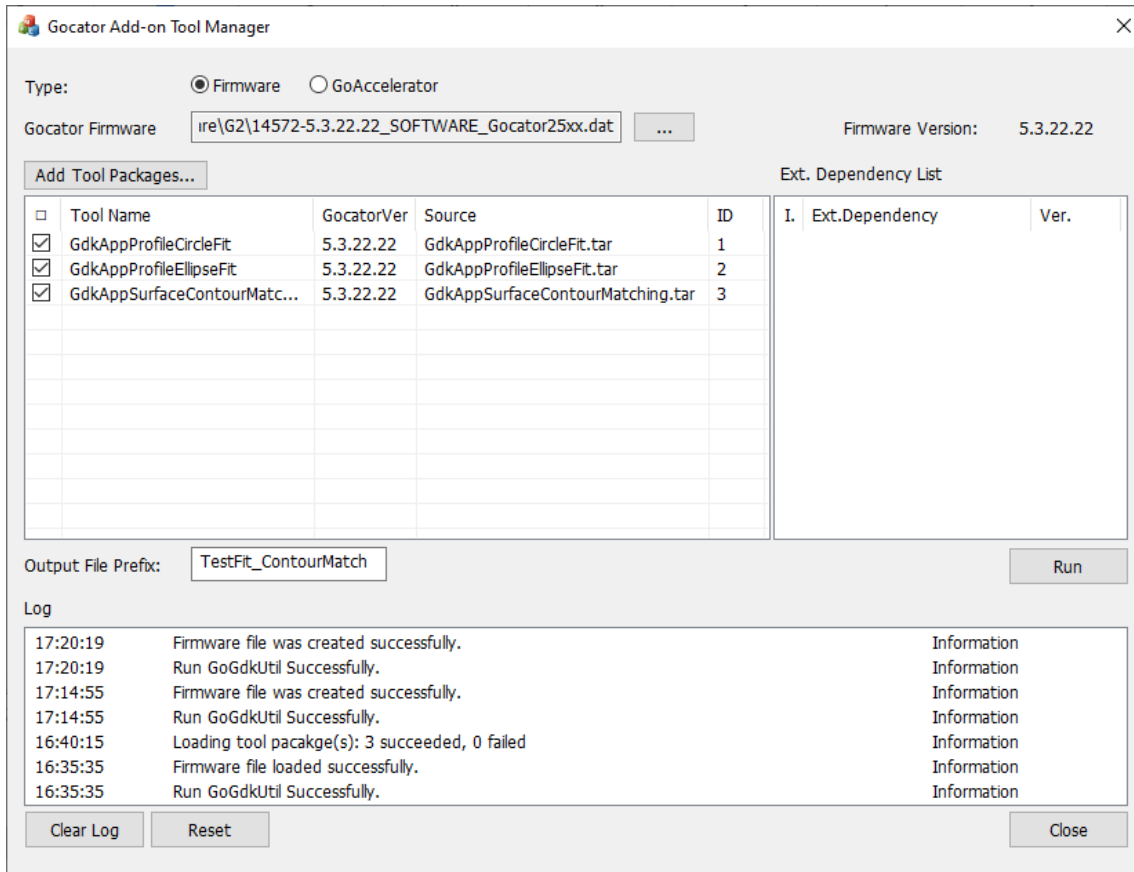 Gocator Add-on Tool Manager
Type: Firmware GoAccelerator
Gocator Firmware ıre\G2\14572-5.3.22.22_SOFTWARE_Gocator25xx.dat ... Firmware Version: 5.3.22.22
Add Tool Packages... Ext. Dependency List
Tool Name GocatorVer Source ID I. Ext.Dependency Ver.
GdkAppProfileCircleFit 5.3.22.22 GdkAppProfileCircleFit.tar 1
GdkAppProfileEllipseFit 5.3.22.22 GdkAppProfileEllipseFit.tar 2
GdkAppSurfaceContourMatc... 5.3.22.22 GdkAppSurfaceContourMatching.tar 3
Output File Prefix: TestFit_ContourMatch Run
Log
17:20:19 Firmware file was created successfully. Information
17:20:19 Run GoGdkUtil Successfully. Information
17:14:55 Firmware file was created successfully. Information
17:14:55 Run GoGdkUtil Successfully. Information
16:40:15 Loading tool pacakge(s): 3 succeeded, 0 failed Information
16:35:35 Firmware file loaded successfully. Information
16:35:35 Run GoGdkUtil Successfully. Information
Clear Log Reset Close